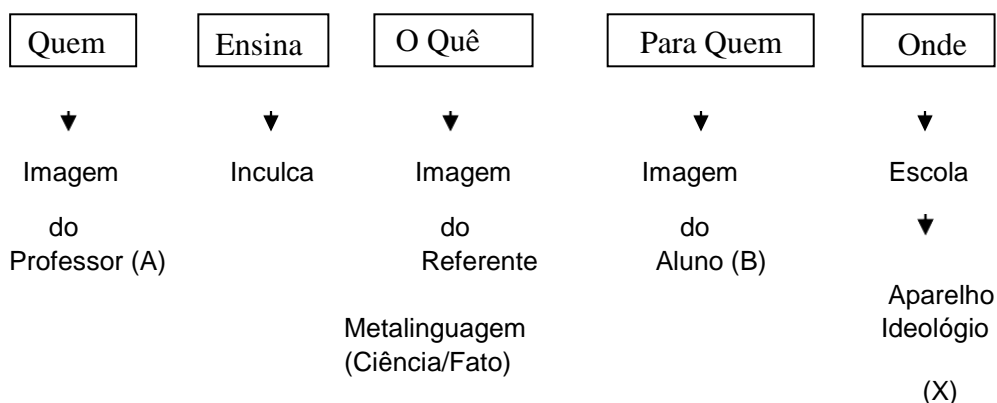 Quem Ensina O Quê Para Quem Onde
Imagem Inculca Imagem Imagem Escola
do do do
Professor (A) Referente Aluno (B)
Aparelho
Metalinguagem Ideológio
(Ciência/Fato)
(X)